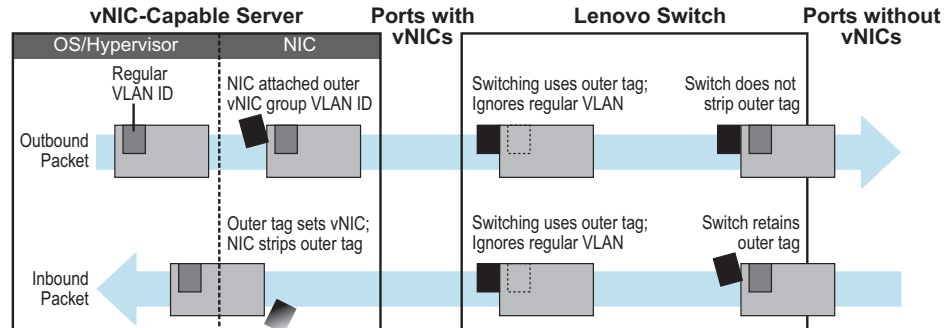 vNIC-Capable Server
Ports with
vNICs
Lenovo Switch
Ports without
vNICs
OS/Hypervisor
NIC
Regular
VLAN ID
NIC attached outer
vNIC group VLAN ID
Switching uses outer tag;
Ignores regular VLAN
Switch does not
strip outer tag
Outbound
Packet
Outer tag sets vNIC;
NIC strips outer tag
Switching uses outer tag;
Ignores regular VLAN
Switch retains
outer tag
Inbound
Packet